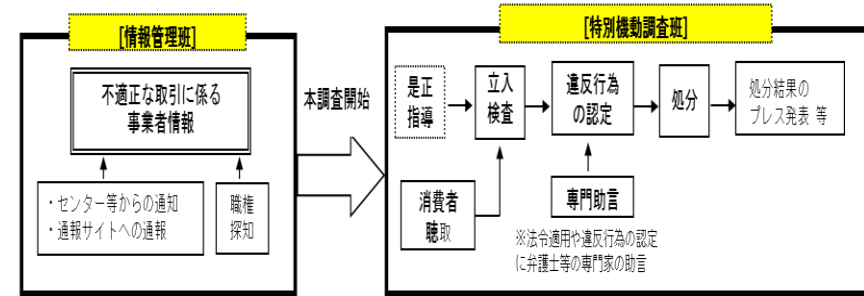 [情報管理班]
不適正な取引に係る
事業者情報
・センター等からの通知
・通報サイトへの通報
職権
探知
本調査開始
[特別機動調査班]
是正
指導
立入
検査
違反行為
の認定
処分
処分結果の
プレス発表 等
消費者
聴取
専門助言
※法令適用や違反行為の認定
に弁護士等の専門家の助言